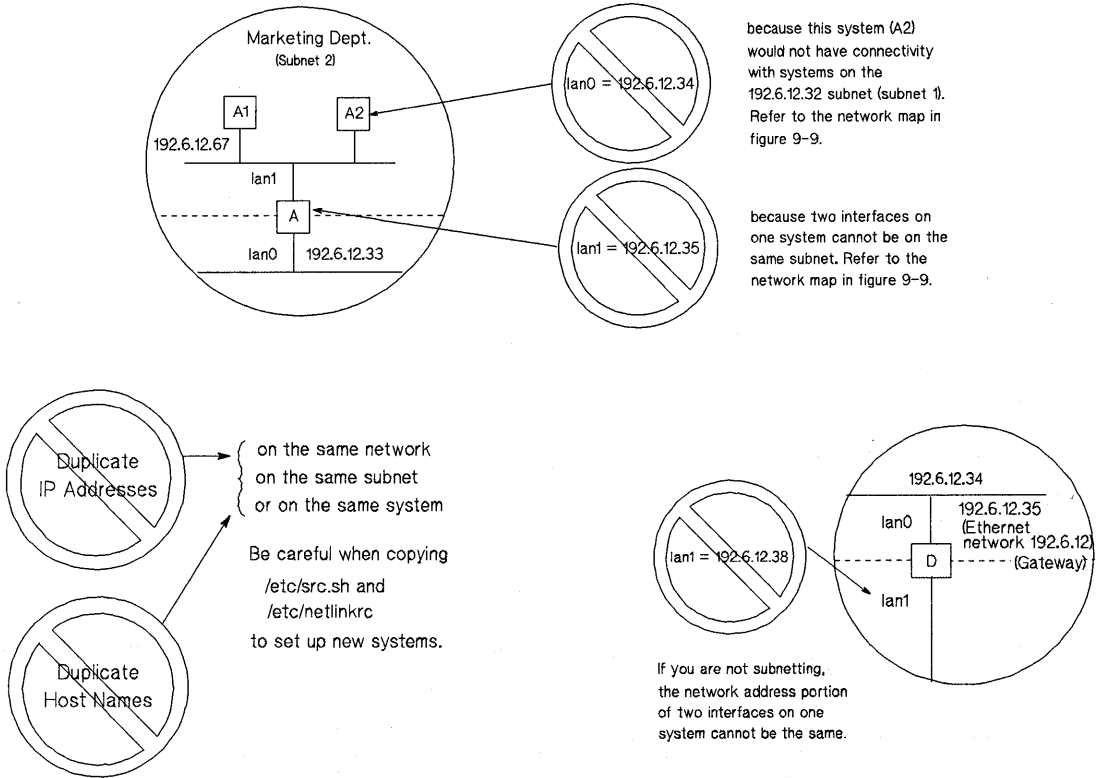 Marketing Dept.
(Subnet 2)
A1
A2
192.6.12.67
lan1
A
lan0
192.6.12.33
lan0 = 192.6.12.34
because this system (A2)
would not have connectivity
with systems on the
192.6.12.32 subnet (subnet 1).
Refer to the network map in
figure 9-9.
lan1 = 192.6.12.35
because two interfaces on
one system cannot be on the
same subnet. Refer to the
network map in figure 9-9.
Duplicate
IP Addresses
on the same network
on the same subnet
or on the same system
Be careful when copying
/etc/src.sh and
/etc/netlinkrc
to set up new systems.
Duplicate
Host Names
lan1 = 192.6.12.38
If you are not subnetting,
the network address portion
of two interfaces on one
system cannot be the same.
192.6.12.34
lan0
192.6.12.35
(Ethernet
network 192.6.12)
D
(Gateway)
lan1